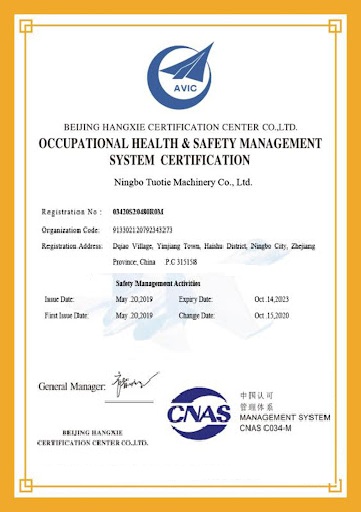 AVIC
BEIJING HANGXIE CERTIFICATION CENTER CO.,LTD.
OCCUPATIONAL HEALTH & SAFETY MANAGEMENT
SYSTEM CERTIFICATION
Ningbo Tuotie Machinery Co., Ltd.
Registration No: 03420S20480R0M
Organization Code: 913302120792343273
Registration Address: Dujao Village, Yinjiang Town, Haishu District, Ningbo City, Zhejiang
Province, China P.C 315158
Safety Management Activities
Issue Date: May .20,2019 Expiry Date: Oct .14,2023
First Issue Date: May .20,2019 Change Date: Oct .15,2020
General Manager:
BEIJING HANGXIE
CERTIFICATION CENTER CO.,LTD.
CNAS
中国认可
管理体系
MANAGEMENT SYSTEM
CNAS C034-M